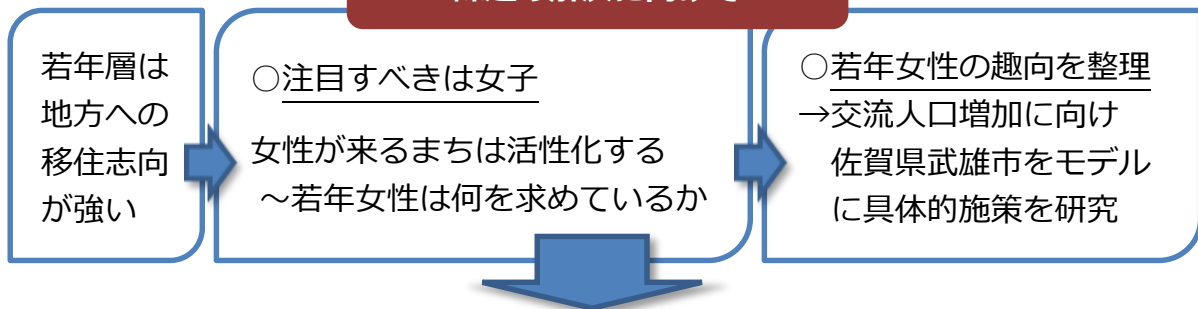 若年層は
地方への
移住志向
が強い
○注目すべきは女子
女性が来るまちは活性化する
～若年女性は何を求めているか
○若年女性の趣向を整理
→交流人口増加に向け
佐賀県武雄市をモデル
に具体的施策を研究